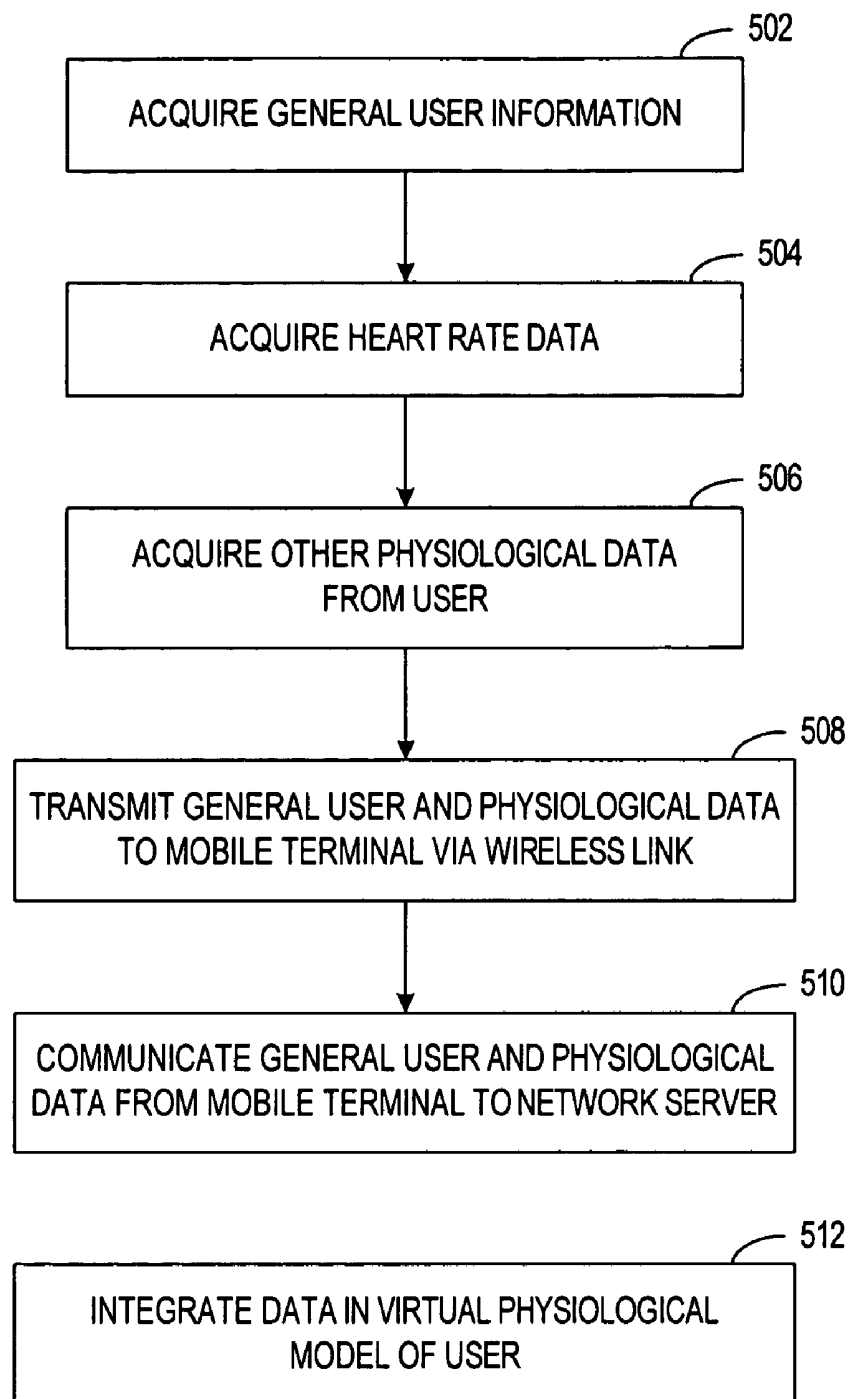 502
ACQUIRE GENERAL USER INFORMATION
504
ACQUIRE HEART RATE DATA
506
ACQUIRE OTHER PHYSIOLOGICAL DATA
FROM USER
508
TRANSMIT GENERAL USER AND PHYSIOLOGICAL DATA
TO MOBILE TERMINAL VIA WIRELESS LINK
510
COMMUNICATE GENERAL USER AND PHYSIOLOGICAL
DATA FROM MOBILE TERMINAL TO NETWORK SERVER
512
INTEGRATE DATA IN VIRTUAL PHYSIOLOGICAL
MODEL OF USER